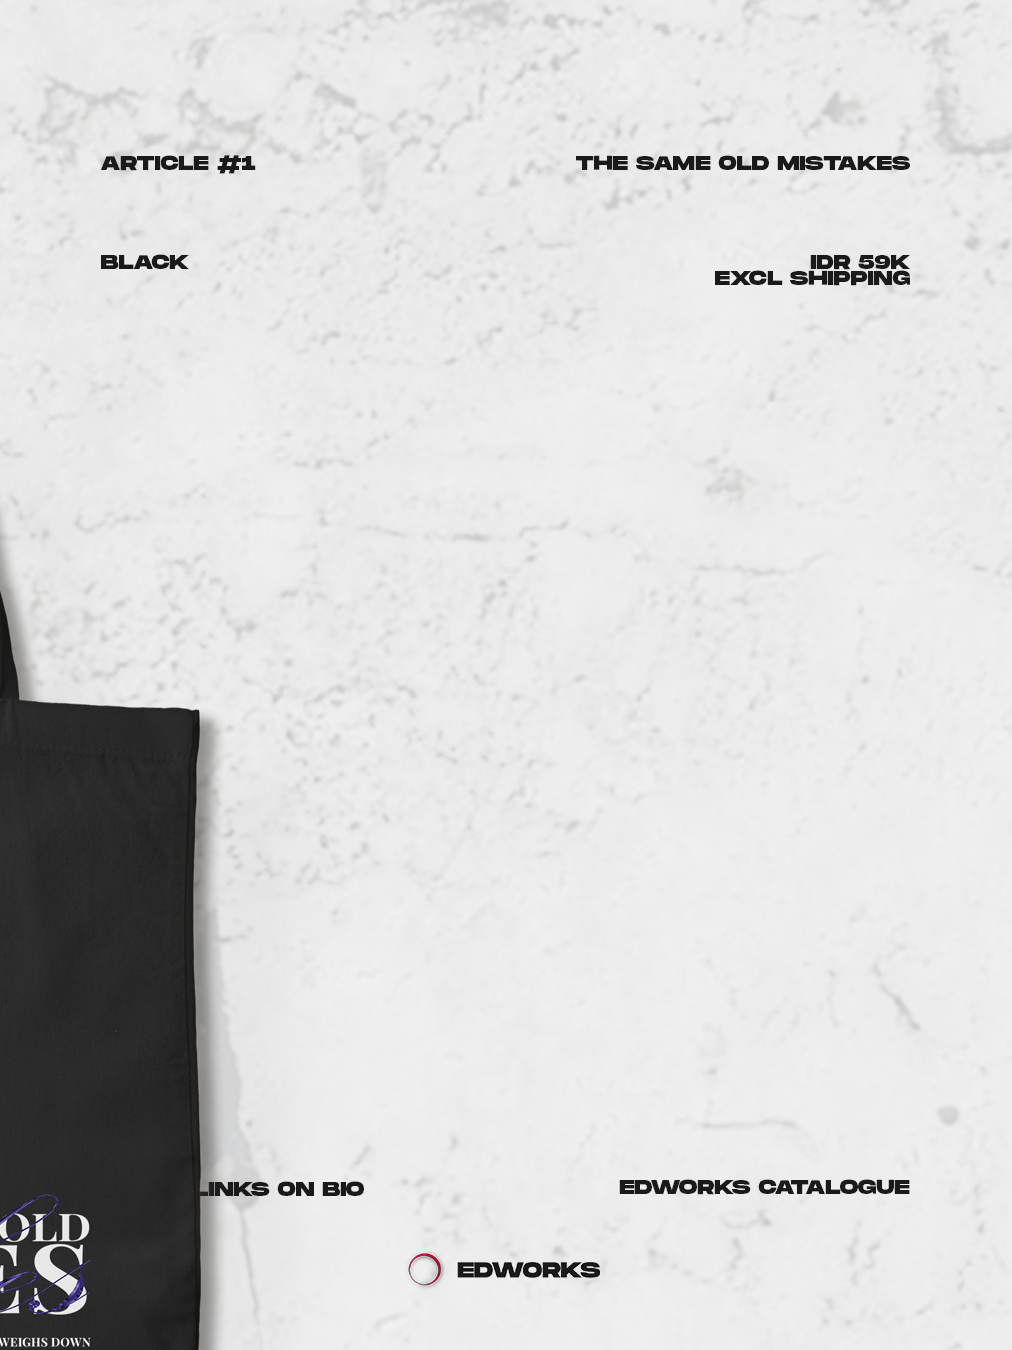 ARTICLE #1
THE SAME OLD MISTAKES
BLACK
IDR 59K
EXCL SHIPPING
LINKS ON BIO
EDWORKS CATALOGUE
OLD
ES
WEIGHS DOWN
EDWORKS